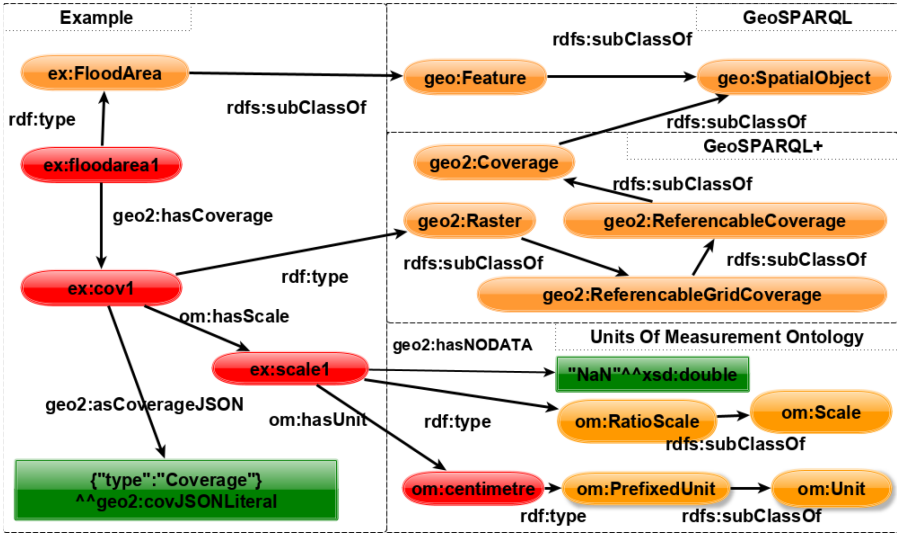 Example
GeoSPARQL
rdfs:subClassOf
ex:FloodArea
geo:Feature
geo:SpatialObject
rdf:type
rdfs:subClassOf
rdfs:subClassOf
GeoSPARQL+
ex:floodarea1
geo2:Coverage
rdfs:subClassOf
geo2:hasCoverage
geo2:Raster
geo2:ReferencableCoverage
rdf:type
rdfs:subClassOf
rdfs:subClassOf
ex:cov1
geo2:ReferencableGridCoverage
om:hasScale
Units Of Measurement Ontology
geo2:hasNODATA
ex:scale1
"NaN"^^xsd:double
geo2:asCoverageJSON
om:hasUnit
rdf:type
om:RatioScale
om:Scale
rdfs:subClassOf
{"type":"Coverage"}
^^geo2:covJSONLiteral
om:centimetre
om:PrefixedUnit
om:Unit
rdf:type
rdfs:subClassOf